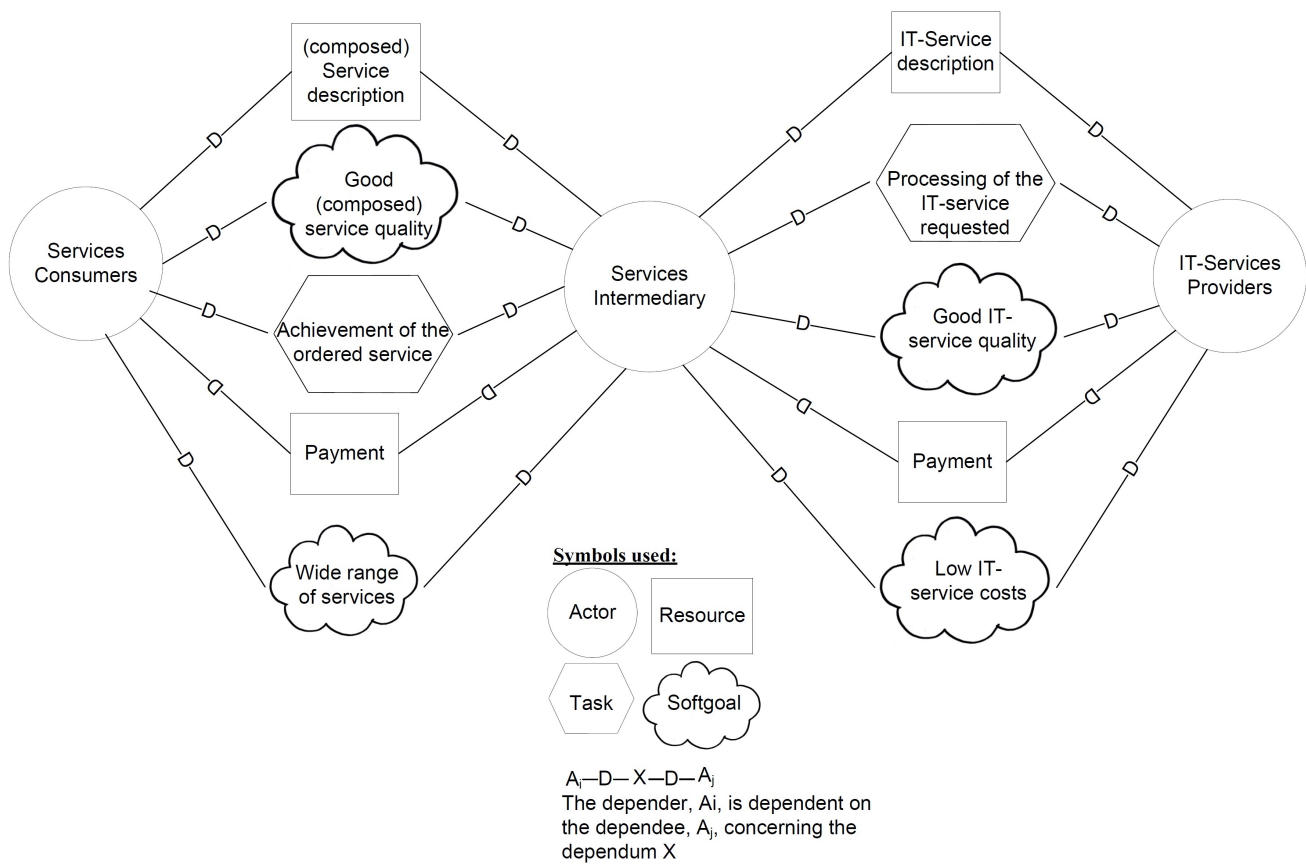 (composed)
Service
description
D
D
Good
(composed)
service quality
D
D
Services
Consumers
Achievement of the
ordered service
D
D
Payment
D
D
Wide range
of services
D
D
Services
Intermediary
IT-Service
description
D
D
Processing of the
IT-service
requested
D
D
Good IT-
service quality
D
D
IT-Services
Providers
Payment
D
D
Low IT-
service costs
D
D
Symbols used:
Actor
Resource
Task
Softgoal
Ai—D—X—D—Aj
The depender, Ai, is dependent on
the dependee, Aj, concerning the
dependum X